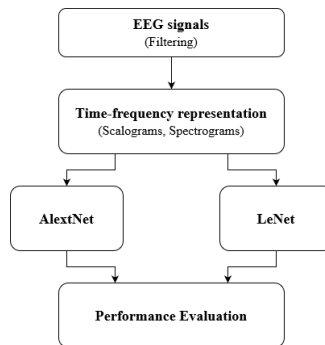 EEG signals
(Filtering)
Time-frequency representation
(Scalograms, Spectrograms)
AlextNet
LeNet
Performance Evaluation